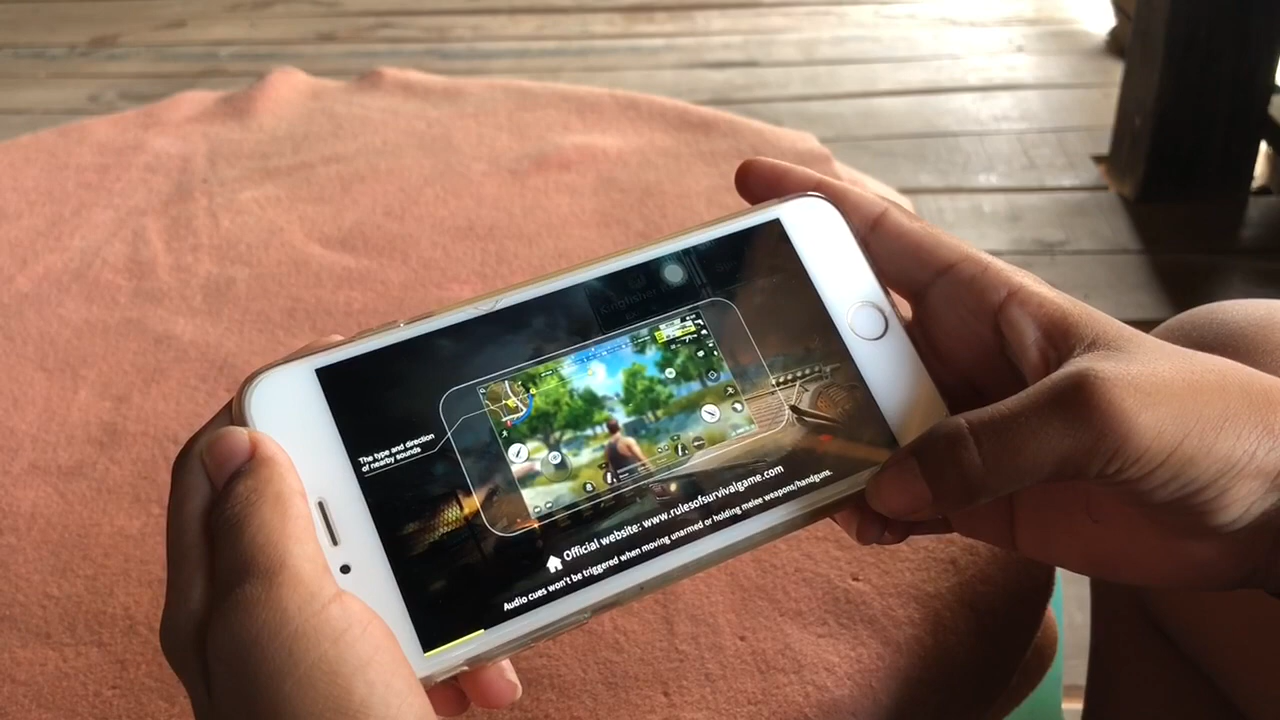 Kingfisher
The type and direction
of nearby sounds
Official website: www.rulesofsurvivalgame.com
Audio cues won't be triggered when moving unarmed or holding melee weapons/handguns.